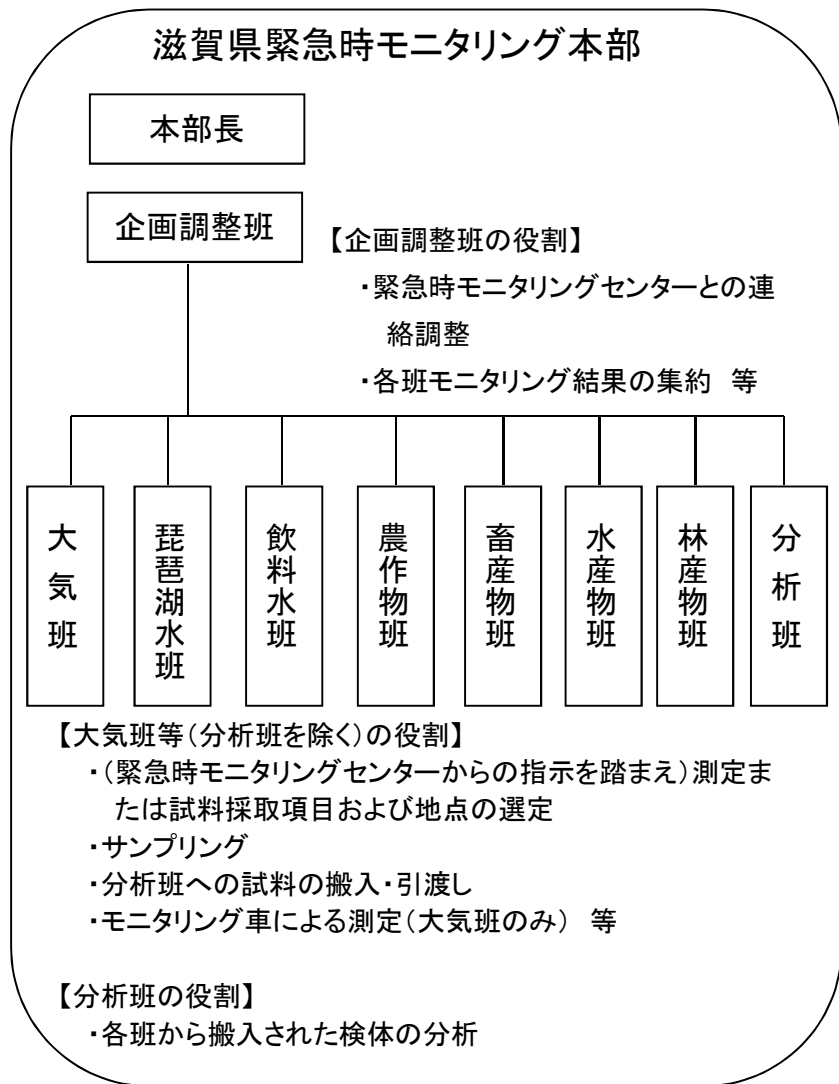 滋賀県緊急時モニタリング本部
本部長
企画調整班
【企画調整班の役割】
・緊急時モニタリングセンターとの連
絡調整
・各班モニタリング結果の集約　等
大気班
琵琶湖水班
飲料水班
農作物班
畜産物班
水産物班
林産物班
分析班
【大気班等（分析班を除く）の役割】
・（緊急時モニタリングセンターからの指示を踏まえ）測定ま
たは試料採取項目および地点の選定
・サンプリング
・分析班への試料の搬入・引渡し
・モニタリング車による測定（大気班のみ）　等
【分析班の役割】
・各班から搬入された検体の分析